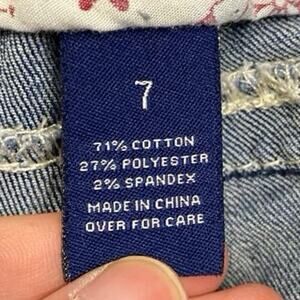 7
71% COTTON
27% POLYESTER
2% SPANDEX
MADE IN CHINA
OVER FOR CARE